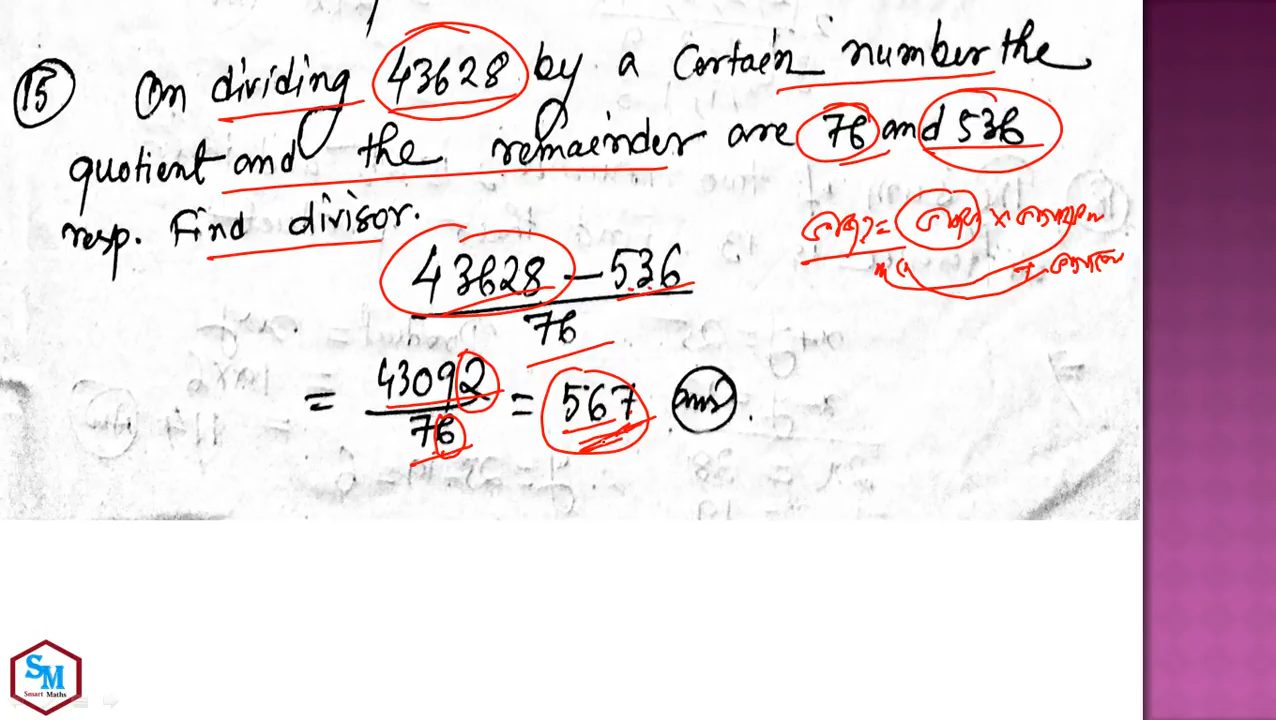 15 On dividing 43628 by a Certain number the
quotient and the remainder are 76 and 536
resp. Find divisor.
43628 – 536
76
= 43092 / 76 = 567 ans
SM
Smart Maths